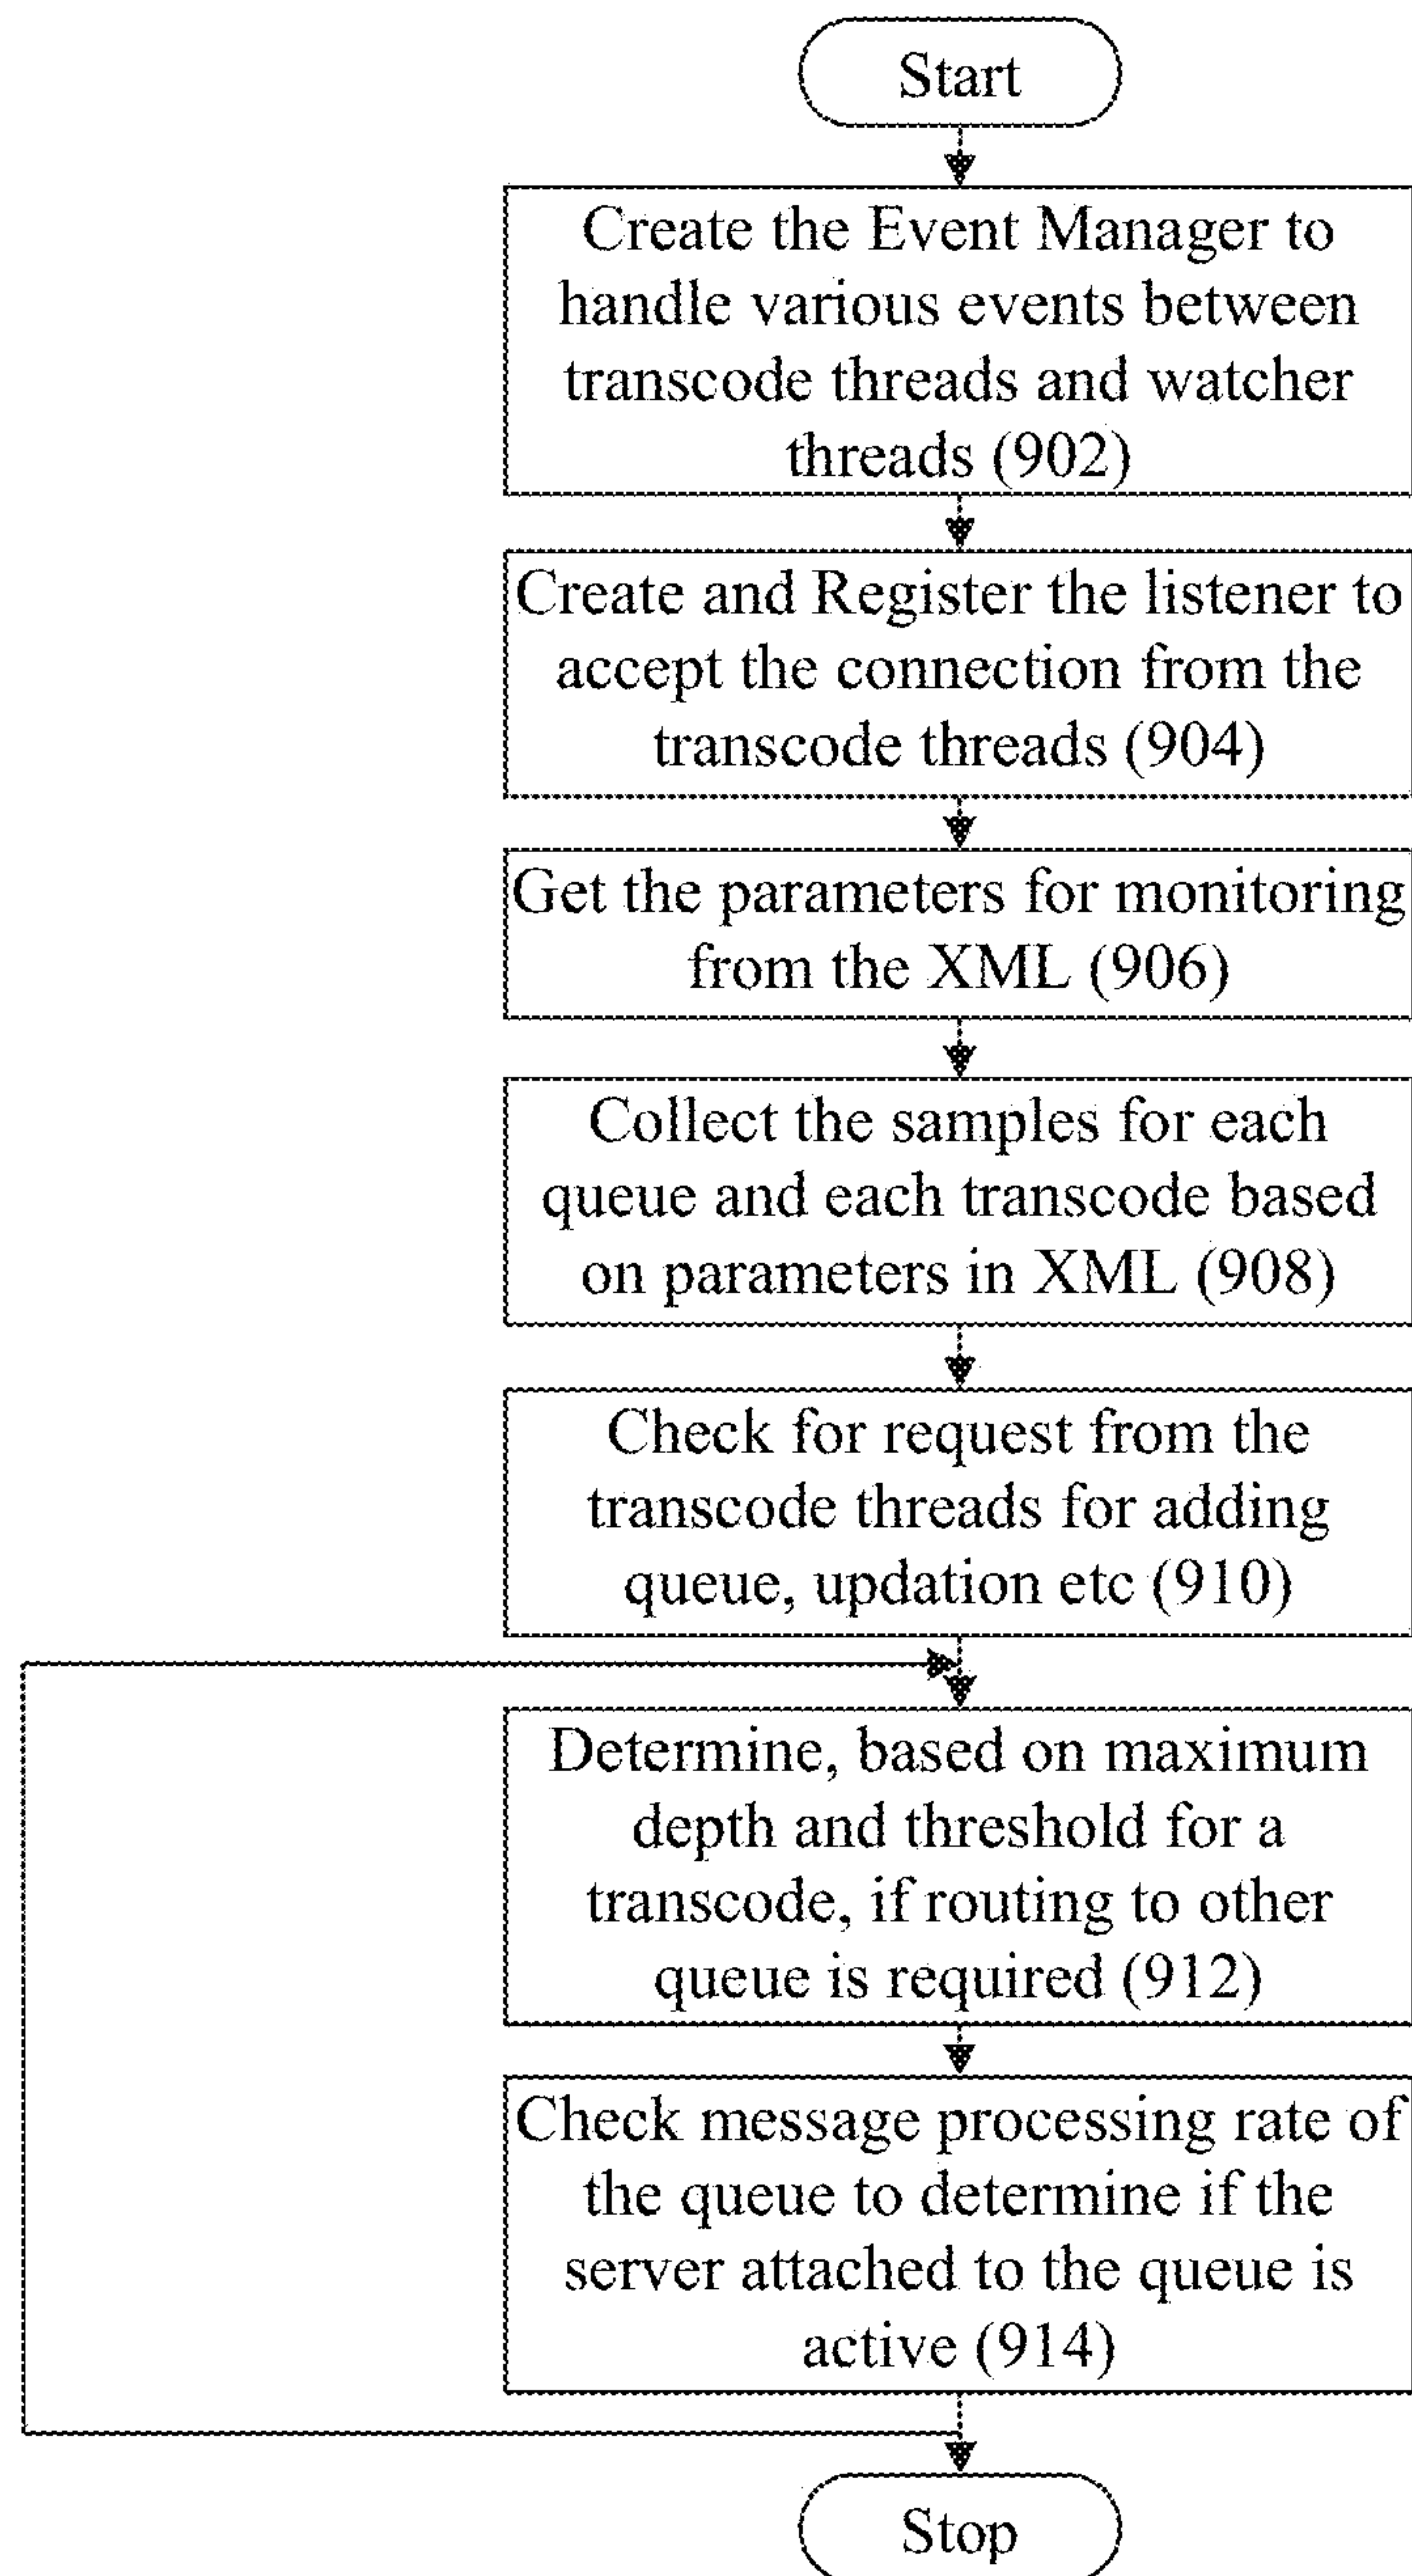 Start
Create the Event Manager to
handle various events between
transcode threads and watcher
threads (902)
Create and Register the listener to
accept the connection from the
transcode threads (904)
Get the parameters for monitoring
from the XML (906)
Collect the samples for each
queue and each transcode based
on parameters in XML (908)
Check for request from the
transcode threads for adding
queue, updation etc (910)
Determine, based on maximum
depth and threshold for a
transcode, if routing to other
queue is required (912)
Check message processing rate of
the queue to determine if the
server attached to the queue is
active (914)
Stop